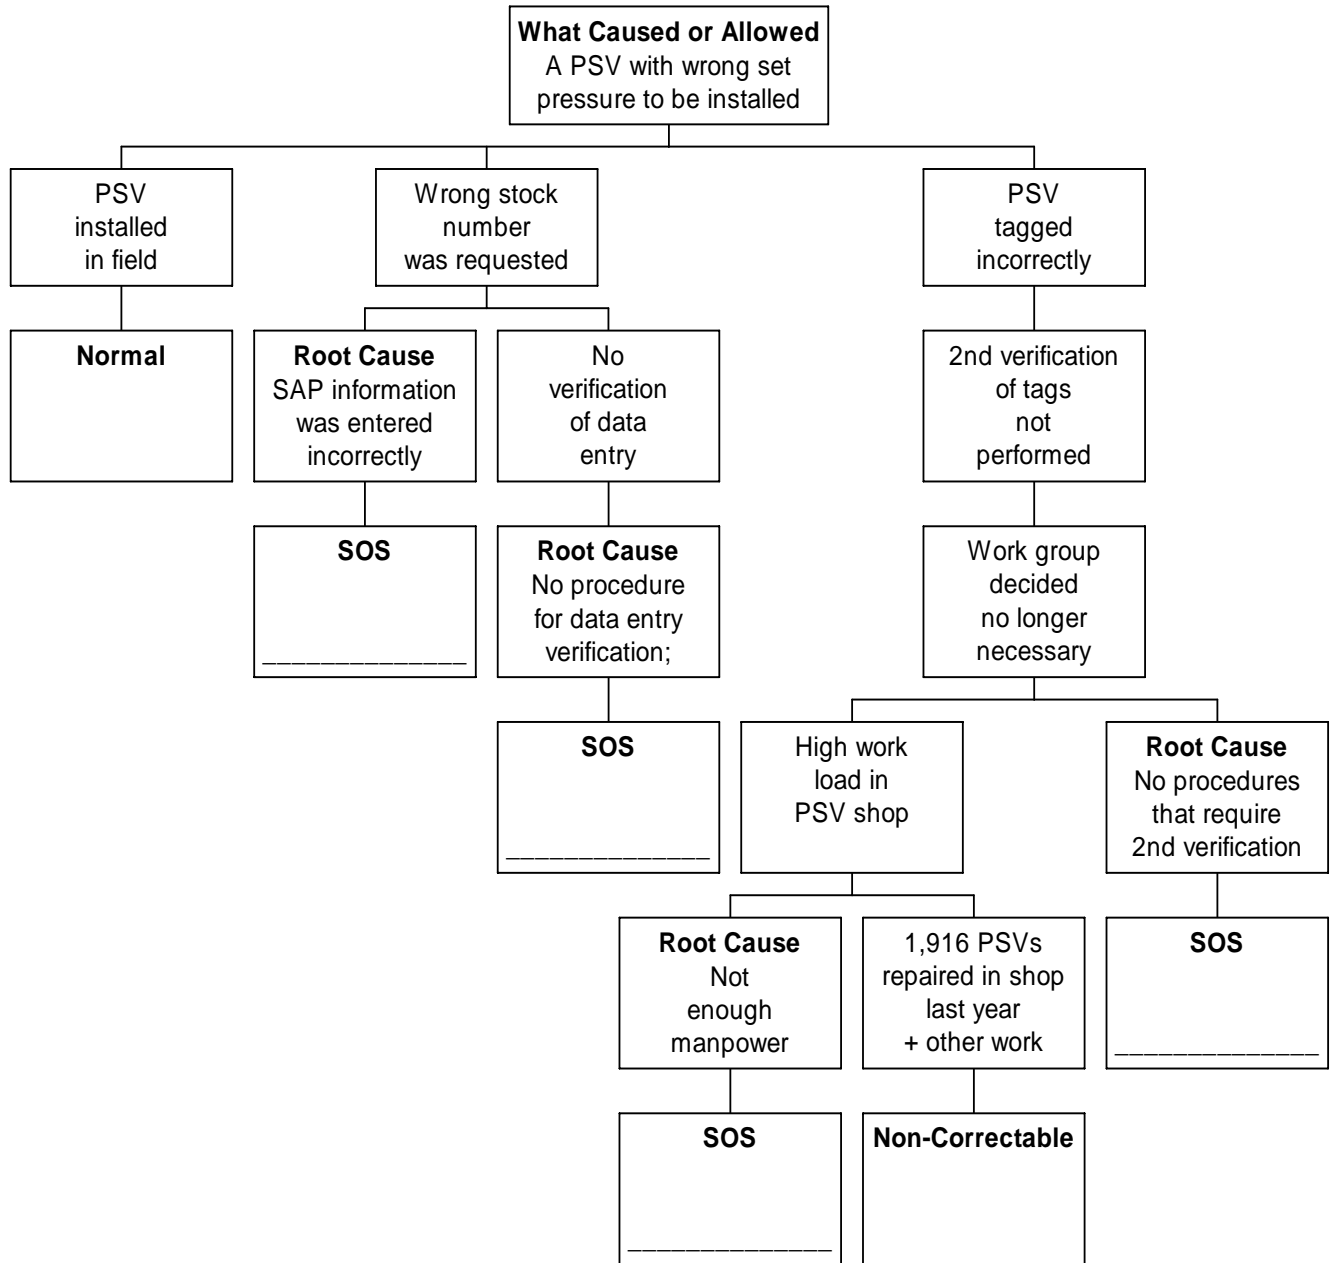 What Caused or Allowed
A PSV with wrong set
pressure to be installed
PSV
installed
in field
Wrong stock
number
was requested
PSV
tagged
incorrectly
Normal
Root Cause
SAP information
was entered
incorrectly
No
verification
of data
entry
2nd verification
of tags
not
performed
SOS
______________
Root Cause
No procedure
for data entry
verification;
Work group
decided
no longer
necessary
SOS
______________
High work
load in
PSV shop
Root Cause
No procedures
that require
2nd verification
Root Cause
Not
enough
manpower
1,916 PSVs
repaired in shop
last year
+ other work
SOS
______________
SOS
______________
Non-Correctable